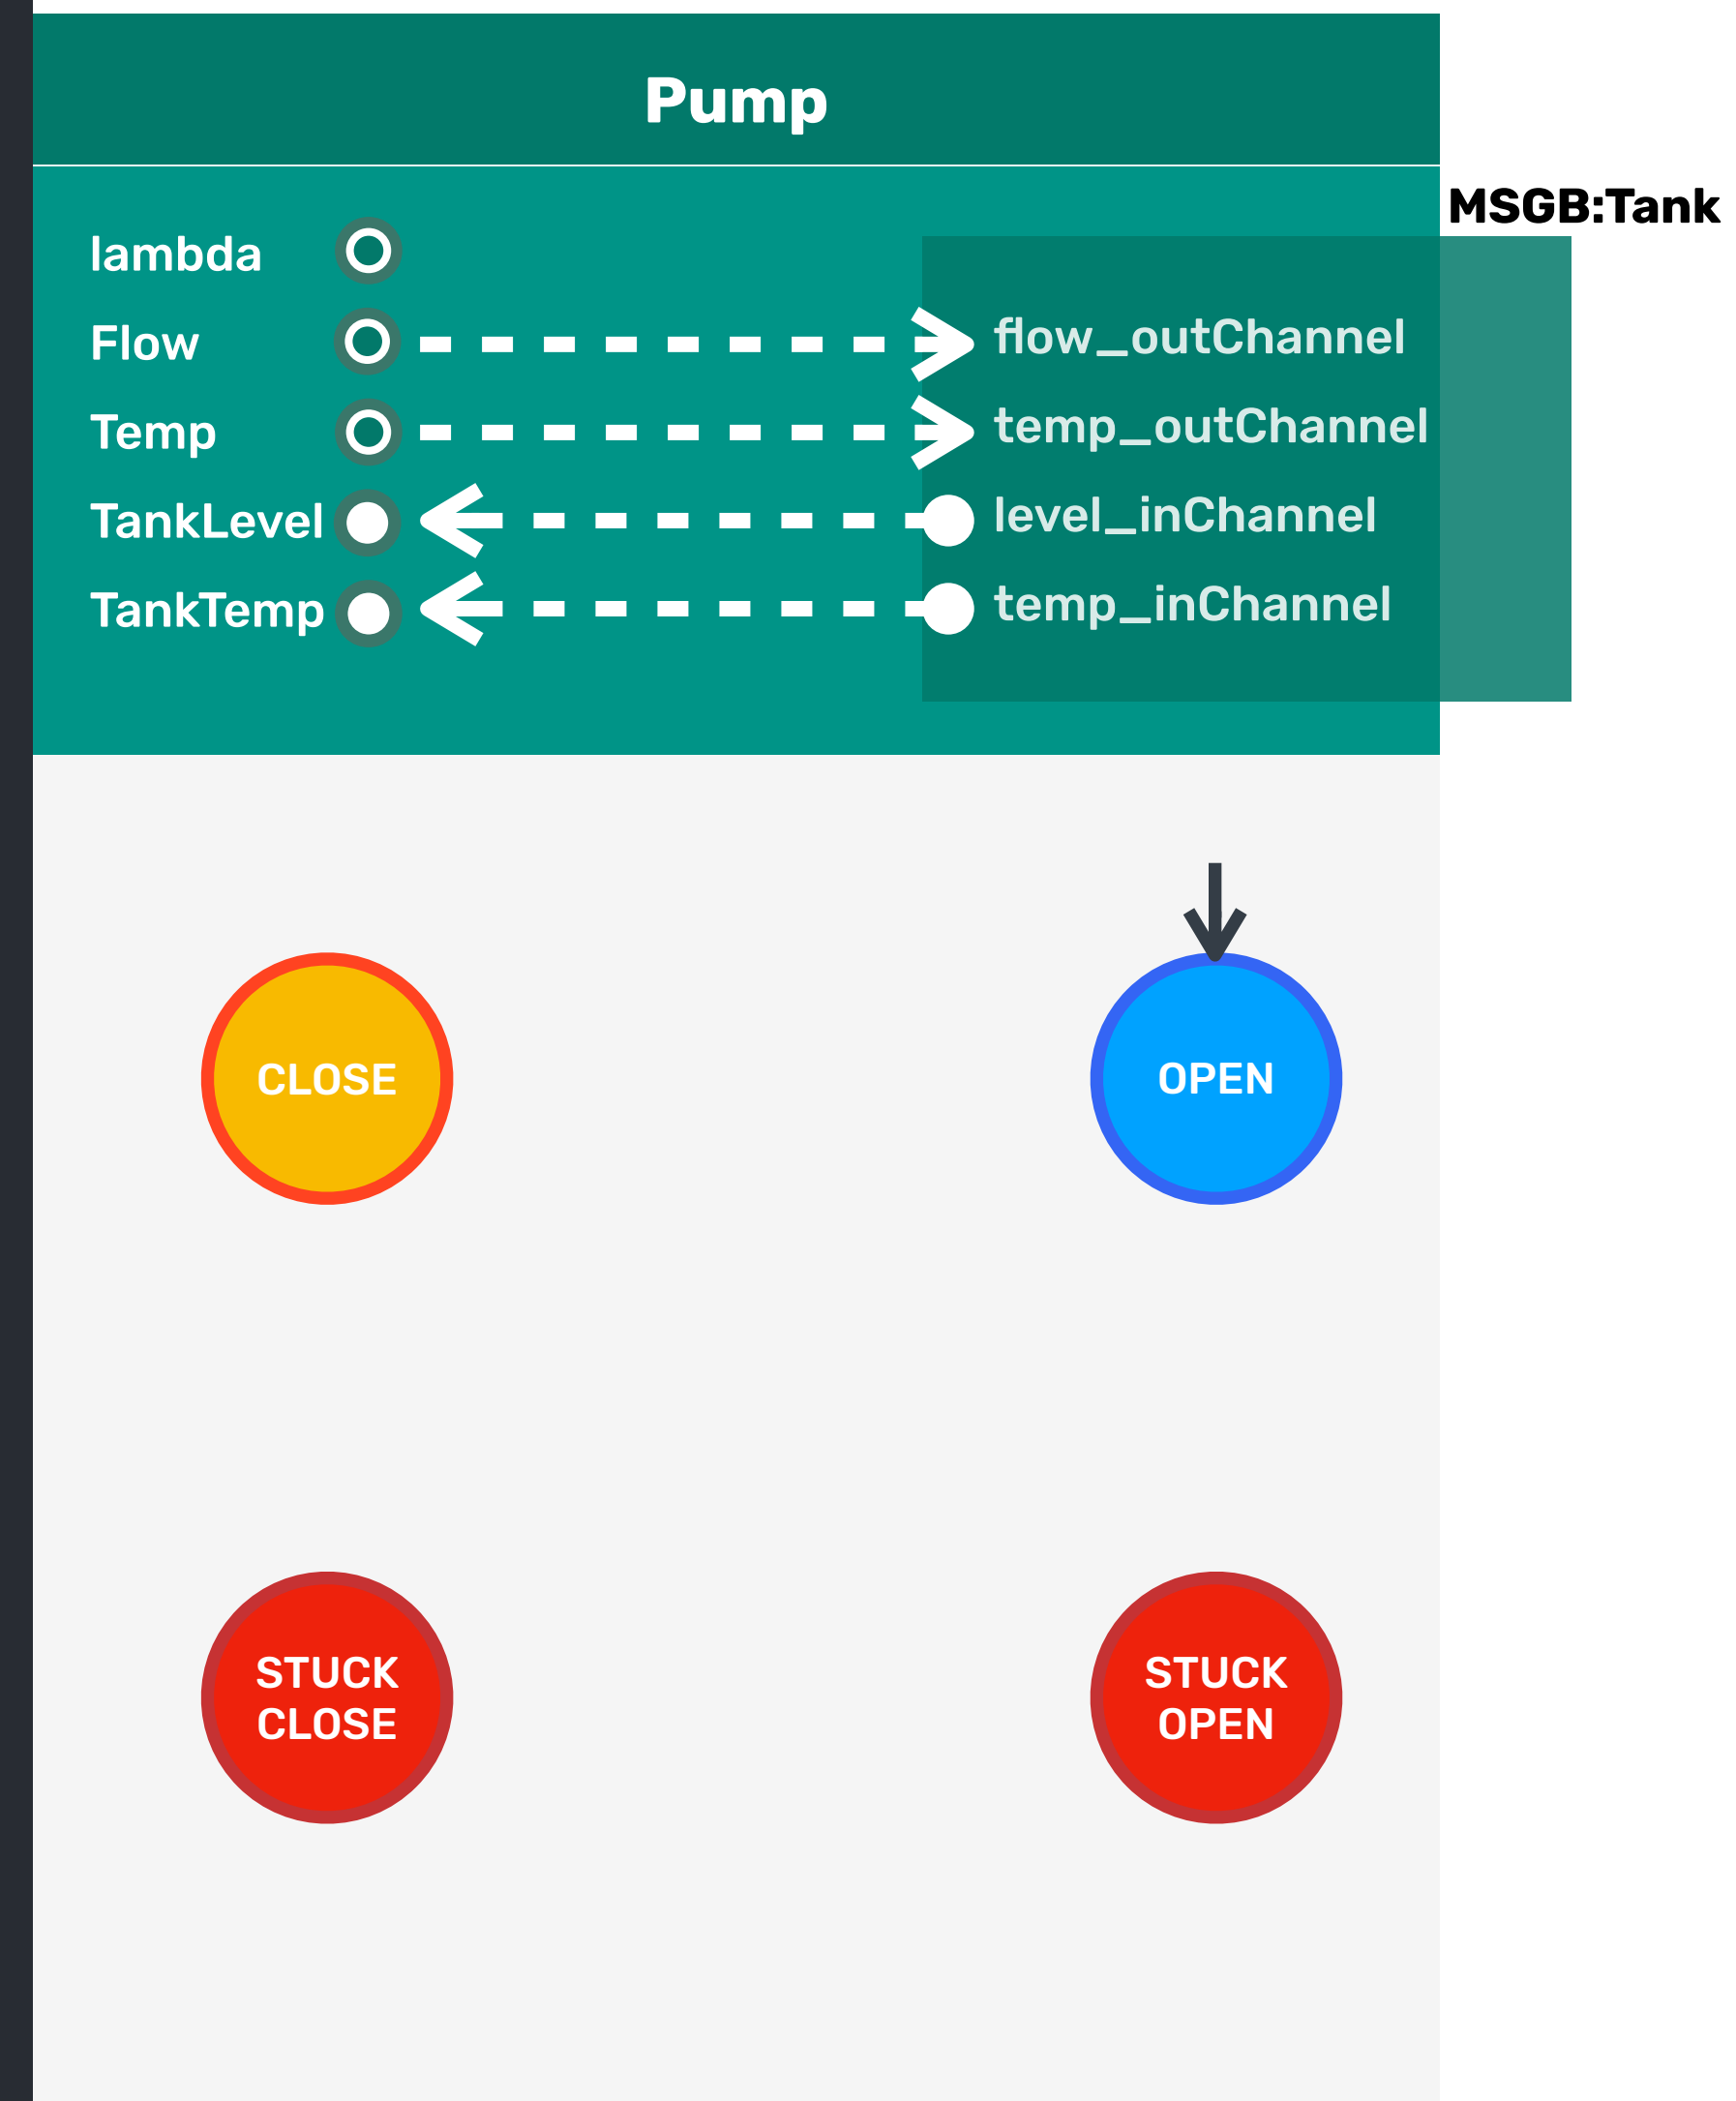 Pump
MSGB:Tank
lambda
Flow
flow_outChannel
Temp
temp_outChannel
TankLevel
level_inChannel
TankTemp
temp_inChannel
CLOSE
OPEN
STUCK
CLOSE
STUCK
OPEN